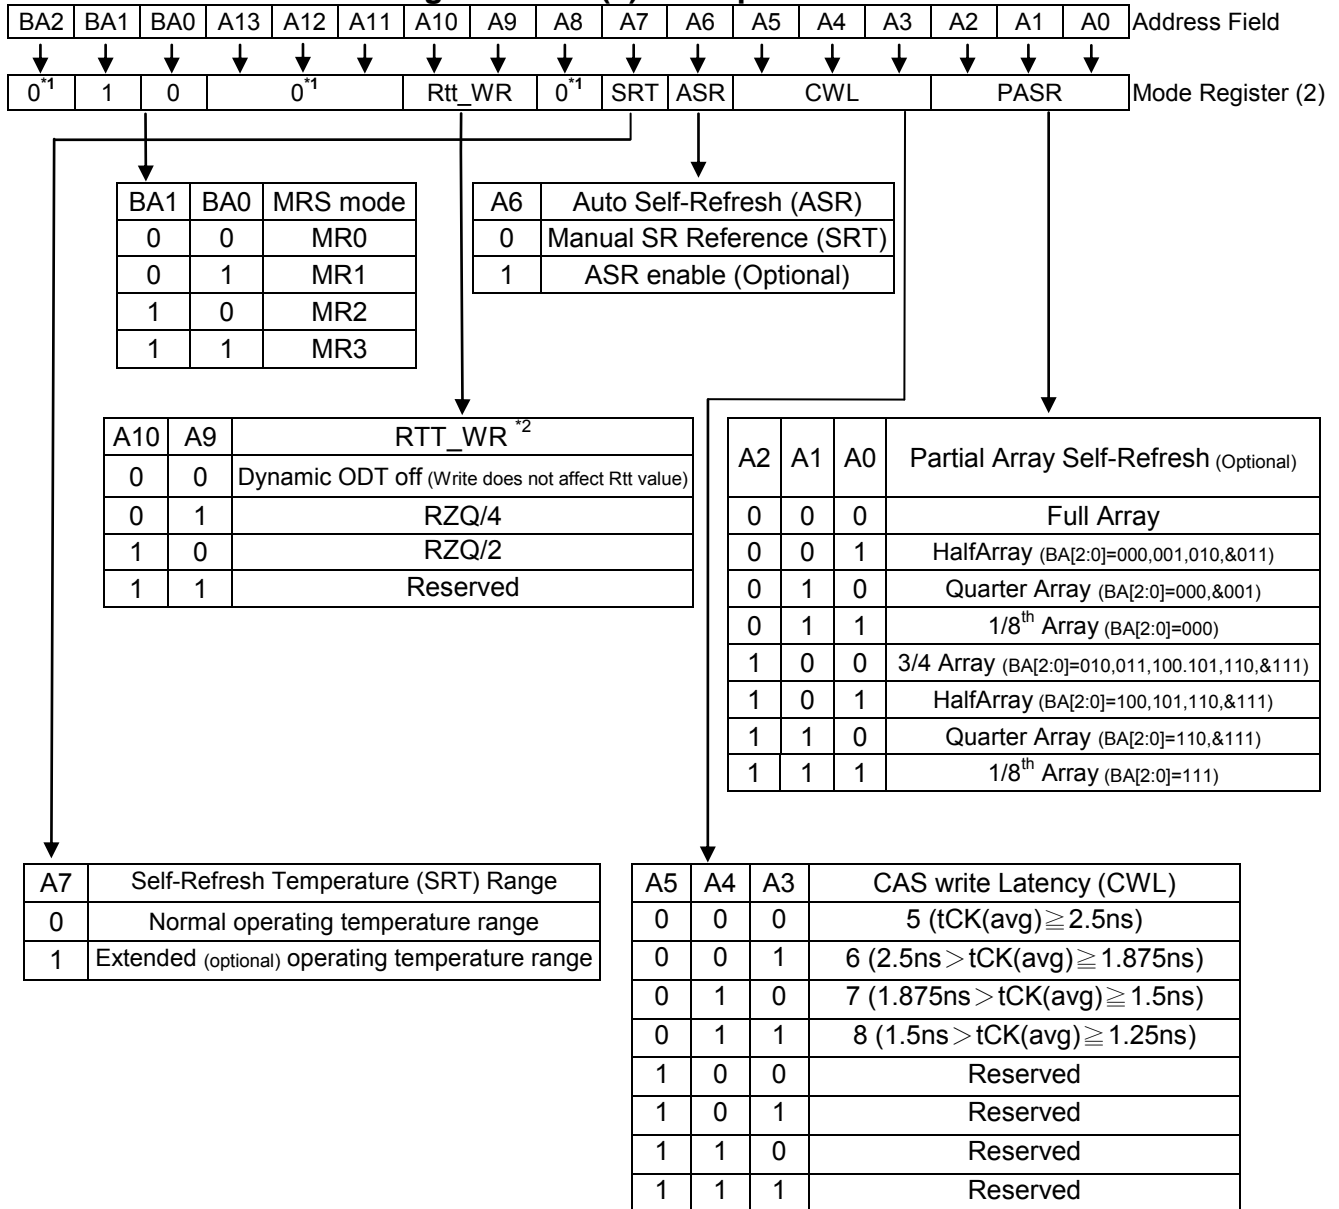 BA2 BA1 BA0 A13 A12 A11 A10 A9 A8 A7 A6 A5 A4 A3 A2 A1 A0 Address Field
0*1 1 0 0*1 Rtt_WR 0*1 SRT ASR CWL PASR Mode Register (2)
BA1 BA0 MRS mode
0 0 MR0
0 1 MR1
1 0 MR2
1 1 MR3
A6 Auto Self-Refresh (ASR)
0 Manual SR Reference (SRT)
1 ASR enable (Optional)
A10 A9 RTT_WR *2
0 0 Dynamic ODT off (Write does not affect Rtt value)
0 1 RZQ/4
1 0 RZQ/2
1 1 Reserved
A2 A1 A0 Partial Array Self-Refresh (Optional)
0 0 0 Full Array
0 0 1 HalfArray (BA[2:0]=000,001,010,&011)
0 1 0 Quarter Array (BA[2:0]=000,&001)
0 1 1 1/8th Array (BA[2:0]=000)
1 0 0 3/4 Array (BA[2:0]=010,011,100.101,110,&111)
1 0 1 HalfArray (BA[2:0]=100,101,110,&111)
1 1 0 Quarter Array (BA[2:0]=110,&111)
1 1 1 1/8th Array (BA[2:0]=111)
A7 Self-Refresh Temperature (SRT) Range
0 Normal operating temperature range
1 Extended (optional) operating temperature range
A5 A4 A3 CAS write Latency (CWL)
0 0 0 5 (tCK(avg)≧2.5ns)
0 0 1 6 (2.5ns>tCK(avg)≧1.875ns)
0 1 0 7 (1.875ns>tCK(avg)≧1.5ns)
0 1 1 8 (1.5ns>tCK(avg)≧1.25ns)
1 0 0 Reserved
1 0 1 Reserved
1 1 0 Reserved
1 1 1 Reserved